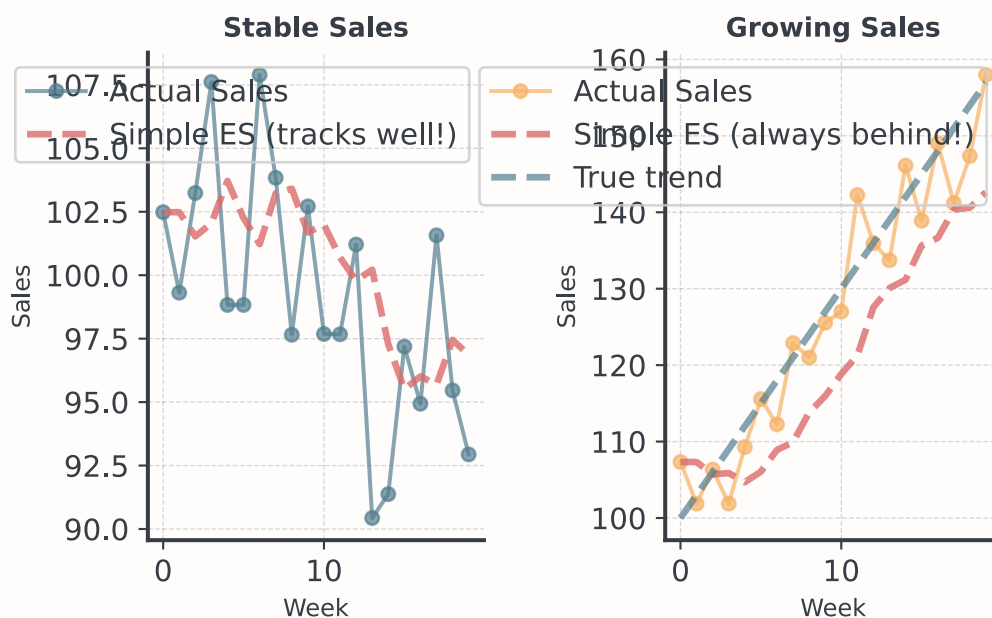 Stable Sales
107.5
105.0
102.5
100.0
97.5
95.0
92.5
90.0
Sales
Actual Sales
Simple ES (tracks well!)
0
10
Week
Growing Sales
160
150
140
130
120
110
100
Sales
Actual Sales
Simple ES (always behind!)
True trend
0
10
Week